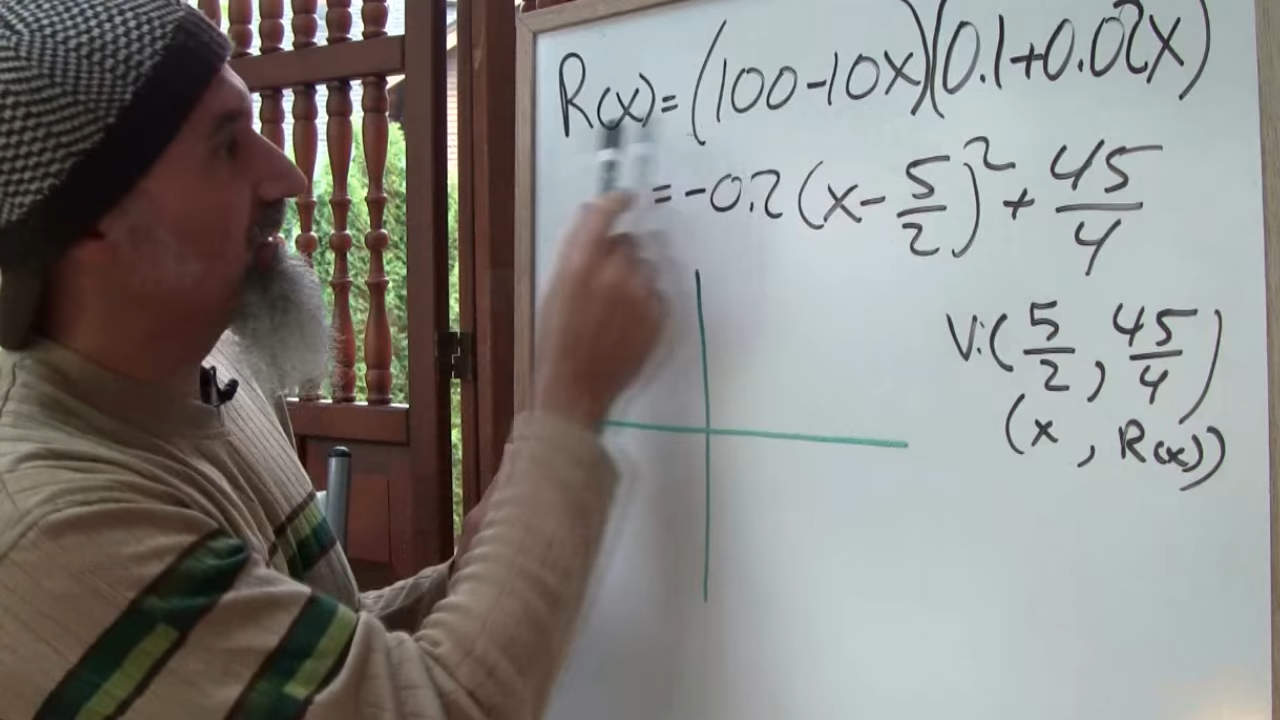 R(x)=(100-10x)(0.1+0.02x)
=-0.2(x-5/2)²+45/4
V:(5/2,45/4)
(x, R(x))